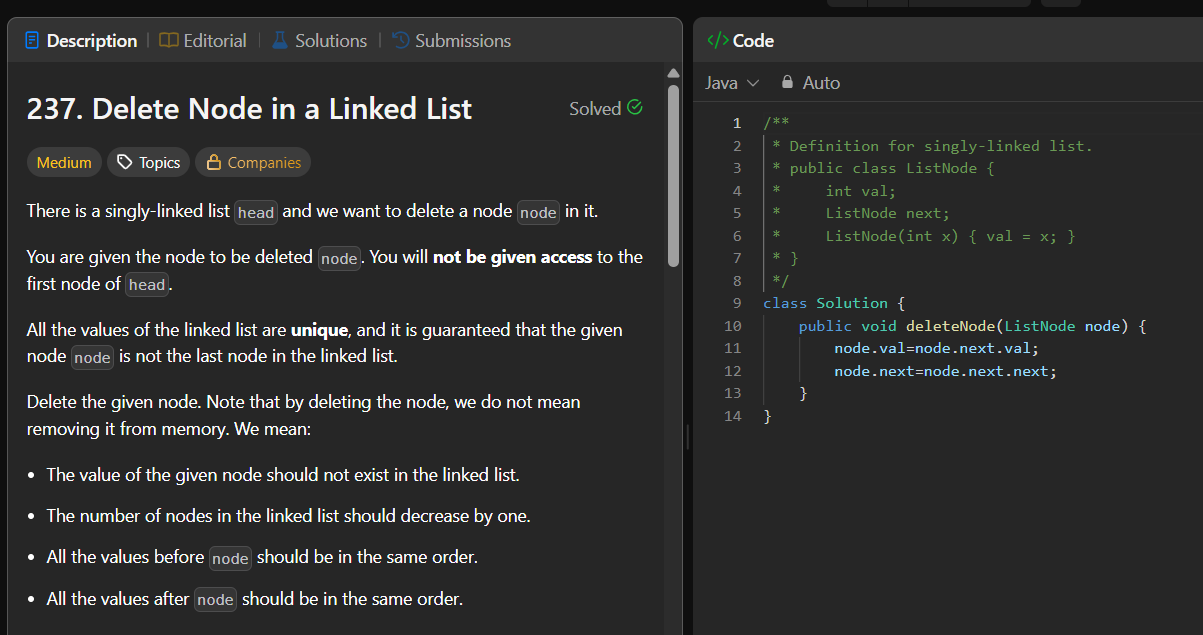 Description | Editorial | Solutions | Submissions
237. Delete Node in a Linked List
Solved
Medium
Topics
Companies
There is a singly-linked list head and we want to delete a node node in it.
You are given the node to be deleted node. You will not be given access to the
first node of head.
All the values of the linked list are unique, and it is guaranteed that the given
node node is not the last node in the linked list.
Delete the given node. Note that by deleting the node, we do not mean
removing it from memory. We mean:
• The value of the given node should not exist in the linked list.
• The number of nodes in the linked list should decrease by one.
• All the values before node should be in the same order.
• All the values after node should be in the same order.
</> Code
Java
Auto
1 /**
2  * Definition for singly-linked list.
3  * public class ListNode {
4  *     int val;
5  *     ListNode next;
6  *     ListNode(int x) { val = x; }
7  * }
8  */
9 class Solution {
10     public void deleteNode(ListNode node) {
11         node.val=node.next.val;
12         node.next=node.next.next;
13     }
14 }